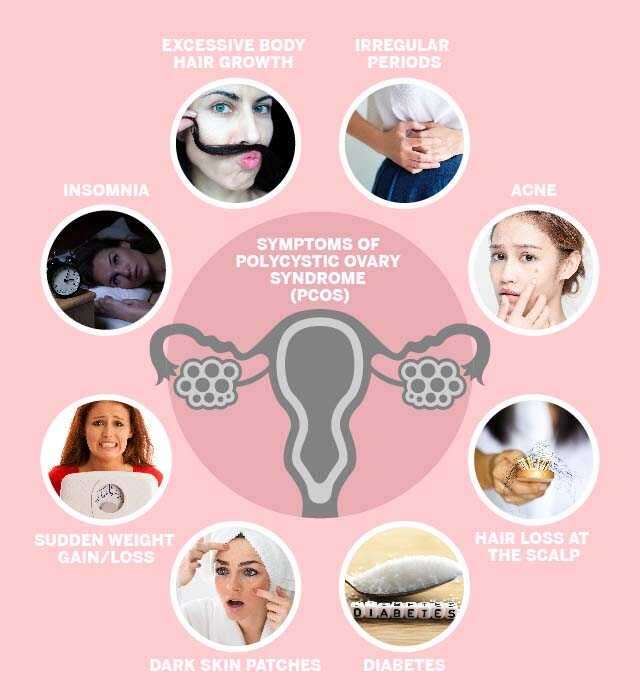 EXCESSIVE BODY
HAIR GROWTH
IRREGULAR
PERIODS
INSOMNIA
ACNE
SYMPTOMS OF
POLYCYSTIC OVARY
SYNDROME
(PCOS)
SUDDEN WEIGHT
GAIN/LOSS
HAIR LOSS AT
THE SCALP
DIABETES
DARK SKIN PATCHES
DIABETES